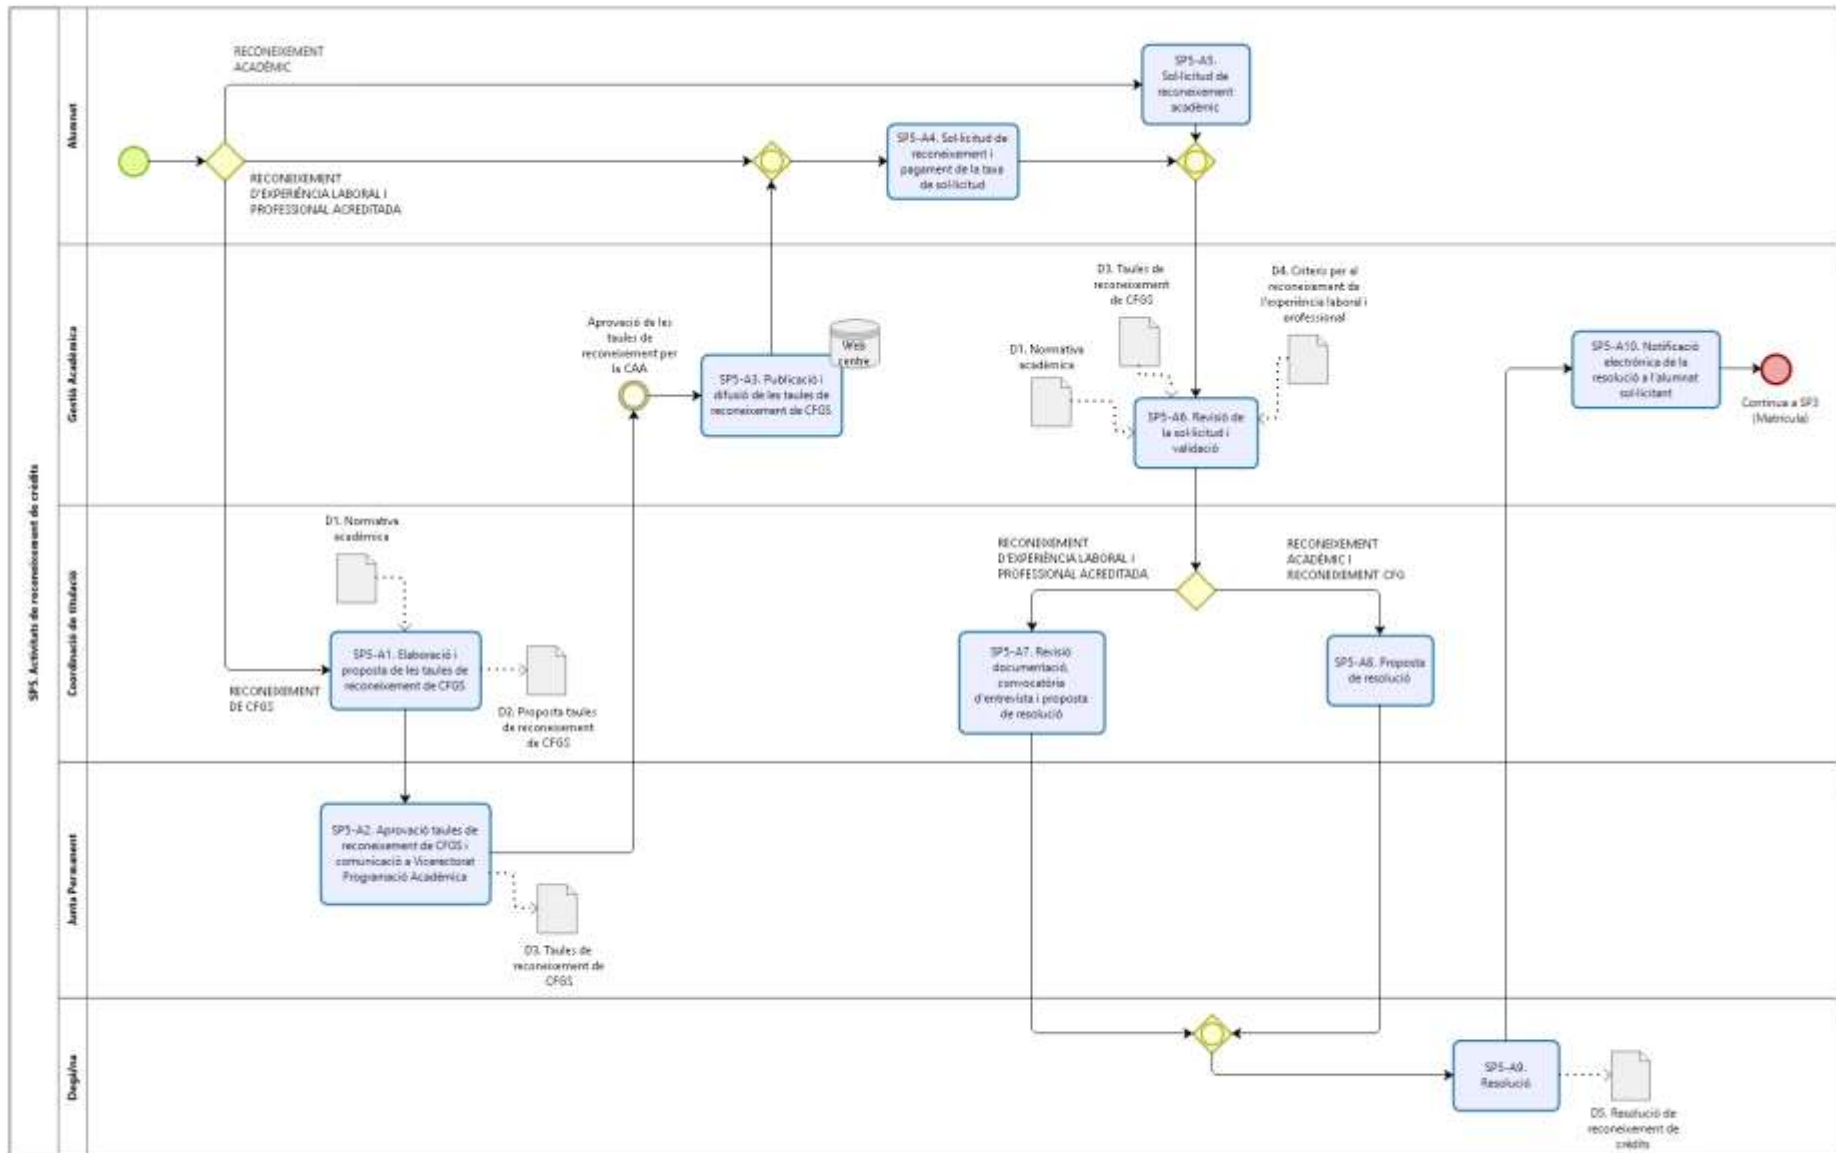 SP5. Activitats de reconeixement de crèdits
Alumnat
RECONEIXEMENT
ACADÈMIC
RECONEIXEMENT
D'EXPERIÈNCIA LABORAL I
PROFESSIONAL ACREDITADA
SP5-A4. Sol·licitud de
reconeixement i
pagament de la taxa
de sol·licitud
SP5-A5.
Sol·licitud de
reconeixement
acadèmic
Gestió Acadèmica
Aprovació de les
taules de
reconeixement per
la CAA
SP5-A3. Publicació i
difusió de les taules de
reconeixement de CFGS
Web
centre
D1. Normativa
acadèmica
D3. Taules de
reconeixement
de CFGS
D4. Criteris per el
reconeixement de
l'experiència laboral i
professional
SP5-A6. Revisió de
la sol·licitud i
validació
SP5-A10. Notificació
electrònica de la
resolució a l'alumnat
sol·licitant
Continua a SP3
(Matrícula)
Coordinació de titulació
D1. Normativa
acadèmica
RECONEIXEMENT
DE CFGS
SP5-A1. Elaboració i
proposta de les taules de
reconeixement de CFGS
D2. Proposta taules
de reconeixement
de CFGS
RECONEIXEMENT
D'EXPERIÈNCIA LABORAL I
PROFESSIONAL ACREDITADA
RECONEIXEMENT
ACADÈMIC I
RECONEIXEMENT CFG
SP5-A7. Revisió
documentació,
convocatòria
d'entrevista i proposta
de resolució
SP5-A8. Proposta
de resolució
Junta Permanent
SP5-A2. Aprovació taules de
reconeixement de CFGS i
comunicació a Vicerectorat
Programació Acadèmica
D3. Taules de
reconeixement de
CFGS
Degà/na
SP5-A9.
Resolució
D5. Resolució de
reconeixement de
crèdits